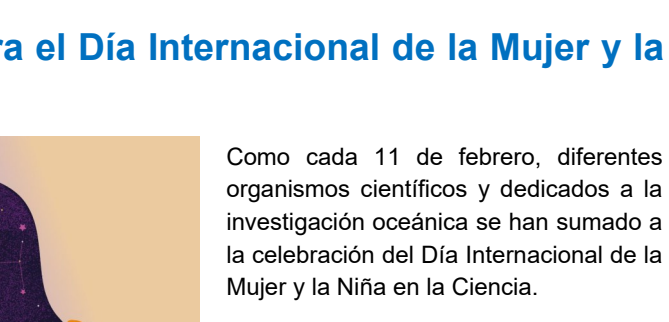 ra el Día Internacional de la Mujer y la
Como cada 11 de febrero, diferentes
organismos científicos y dedicados a la
investigación oceánica se han sumado a
la celebración del Día Internacional de la
Mujer y la Niña en la Ciencia.